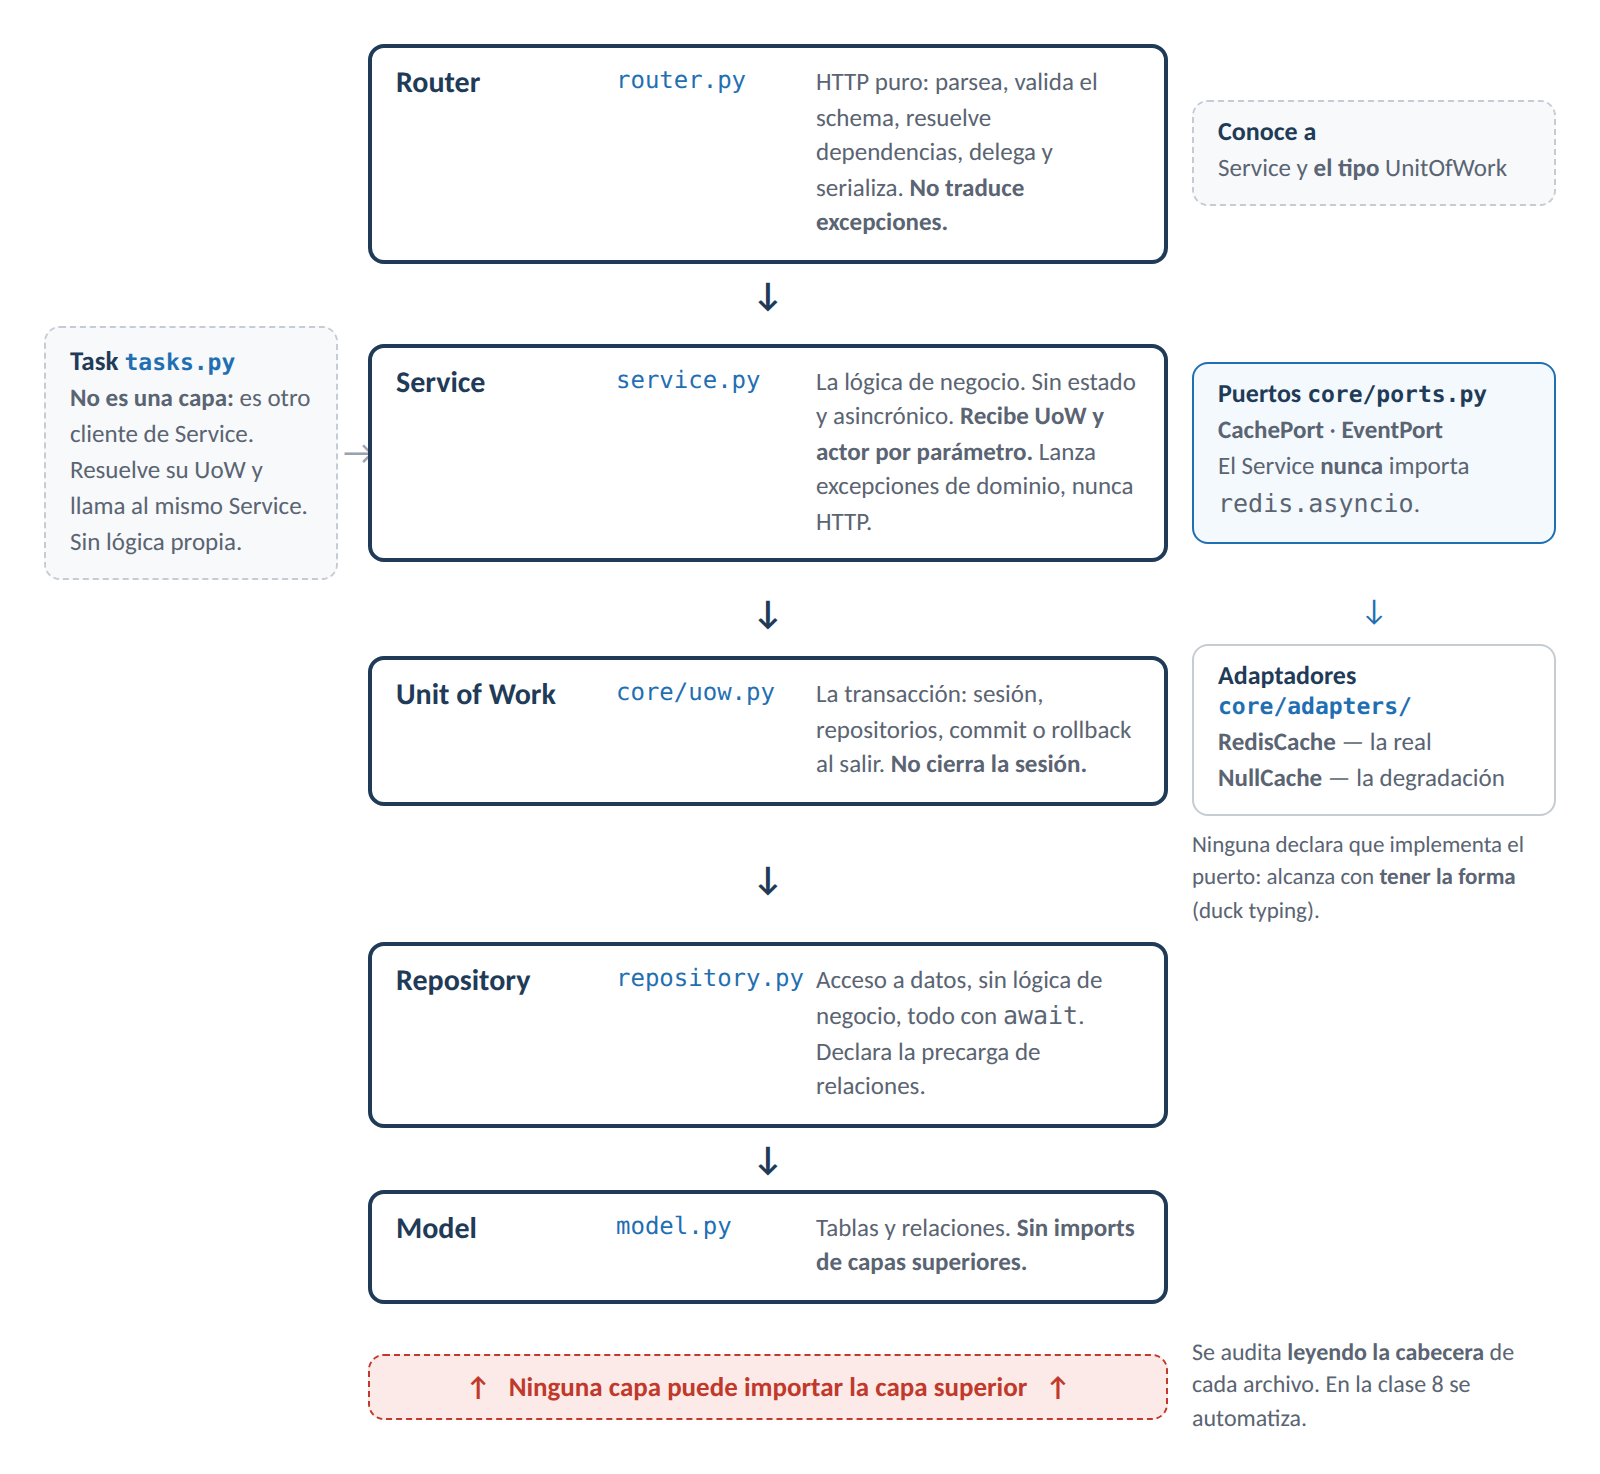 Router
router.py
HTTP puro: parsea, valida el
schema, resuelve
dependencias, delega y
serializa. No traduce
excepciones.
Conoce a
Service y el tipo UnitOfWork
↓
Task tasks.py
No es una capa: es otro
cliente de Service.
Resuelve su UoW y
llama al mismo Service.
Sin lógica propia.
→
Service
service.py
La lógica de negocio. Sin estado
y asincrónico. Recibe UoW y
actor por parámetro. Lanza
excepciones de dominio, nunca
HTTP.
Puertos core/ports.py
CachePort · EventPort
El Service nunca importa
redis.asyncio.
↓
↓
Unit of Work
core/uow.py
La transacción: sesión,
repositorios, commit o rollback
al salir. No cierra la sesión.
Adaptadores
core/adapters/
RedisCache — la real
NullCache — la degradación
Ninguna declara que implementa el
puerto: alcanza con tener la forma
(duck typing).
↓
Repository
repository.py
Acceso a datos, sin lógica de
negocio, todo con await.
Declara la precarga de
relaciones.
↓
Model
model.py
Tablas y relaciones. Sin imports
de capas superiores.
↑ Ninguna capa puede importar la capa superior ↑
Se audita leyendo la cabecera de
cada archivo. En la clase 8 se
automatiza.